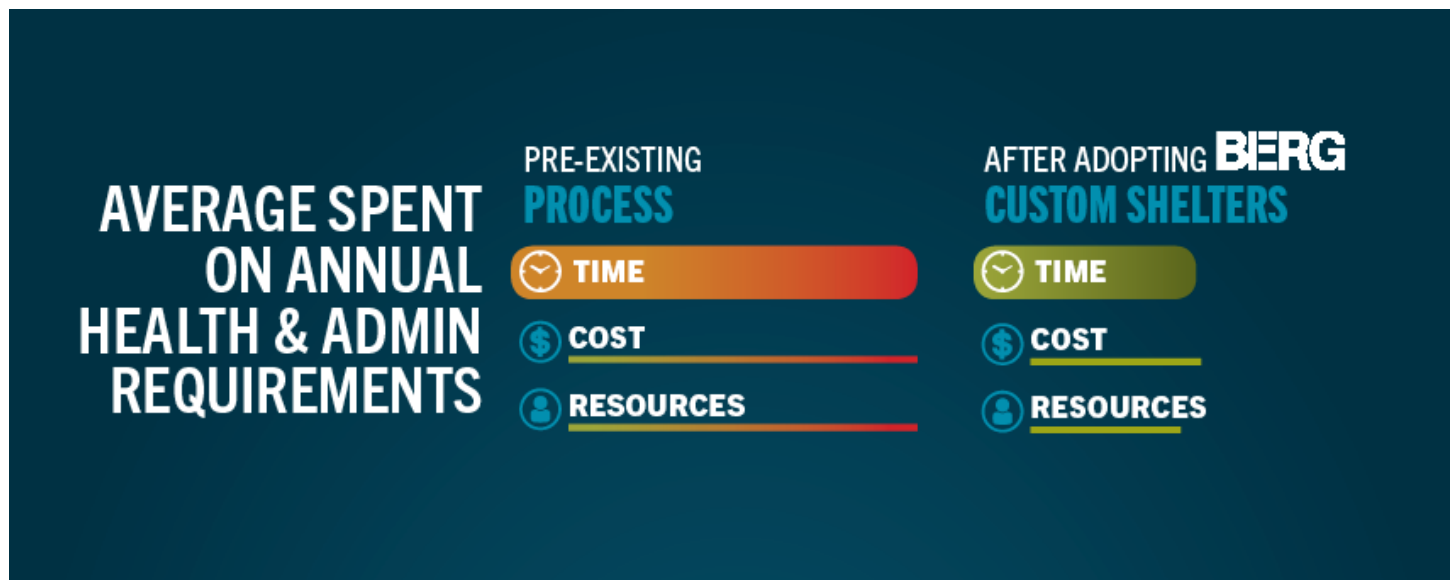 AVERAGE SPENT
ON ANNUAL
HEALTH & ADMIN
REQUIREMENTS
PRE-EXISTING
PROCESS
TIME
COST
RESOURCES
AFTER ADOPTING BERG
CUSTOM SHELTERS
TIME
COST
RESOURCES